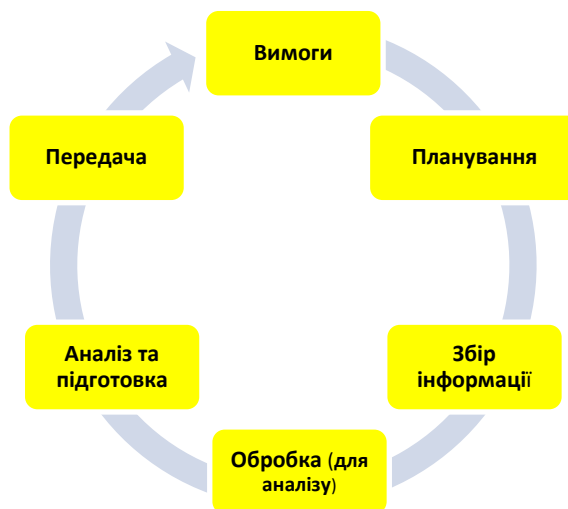 Вимоги
Планування
Збір
інформації
Обробка (для
аналізу)
Аналіз та
підготовка
Передача